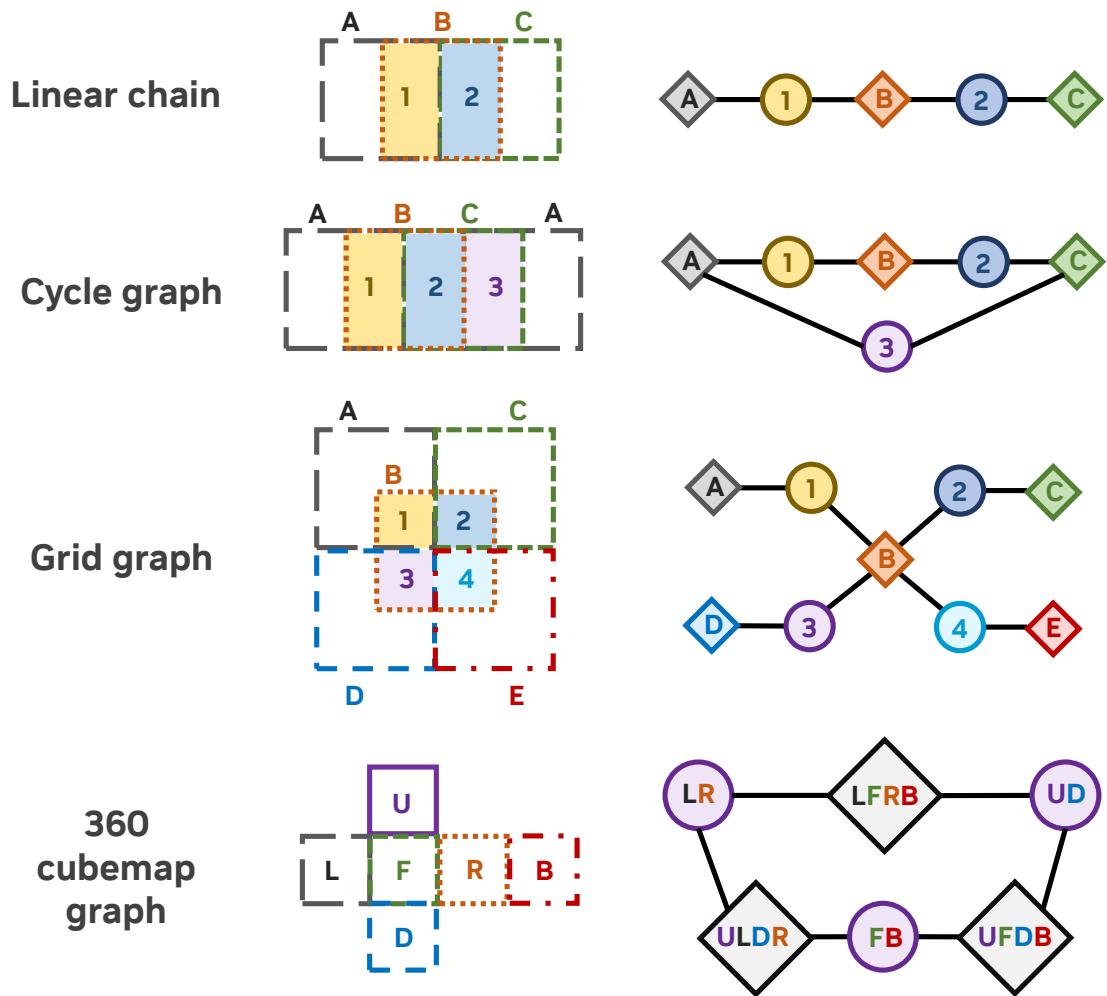 A B C
Linear chain
1 2
A 1 B 2 C
A B C A
Cycle graph
1 2 3
A 1 B 2 C
3
A C
B
1 2
3 4
D E
Grid graph
A 1 2 C
B
D 3 4 E
360
cubemap
graph
U
L F R B
D
LR LFRB UD
ULDR FB UFDB